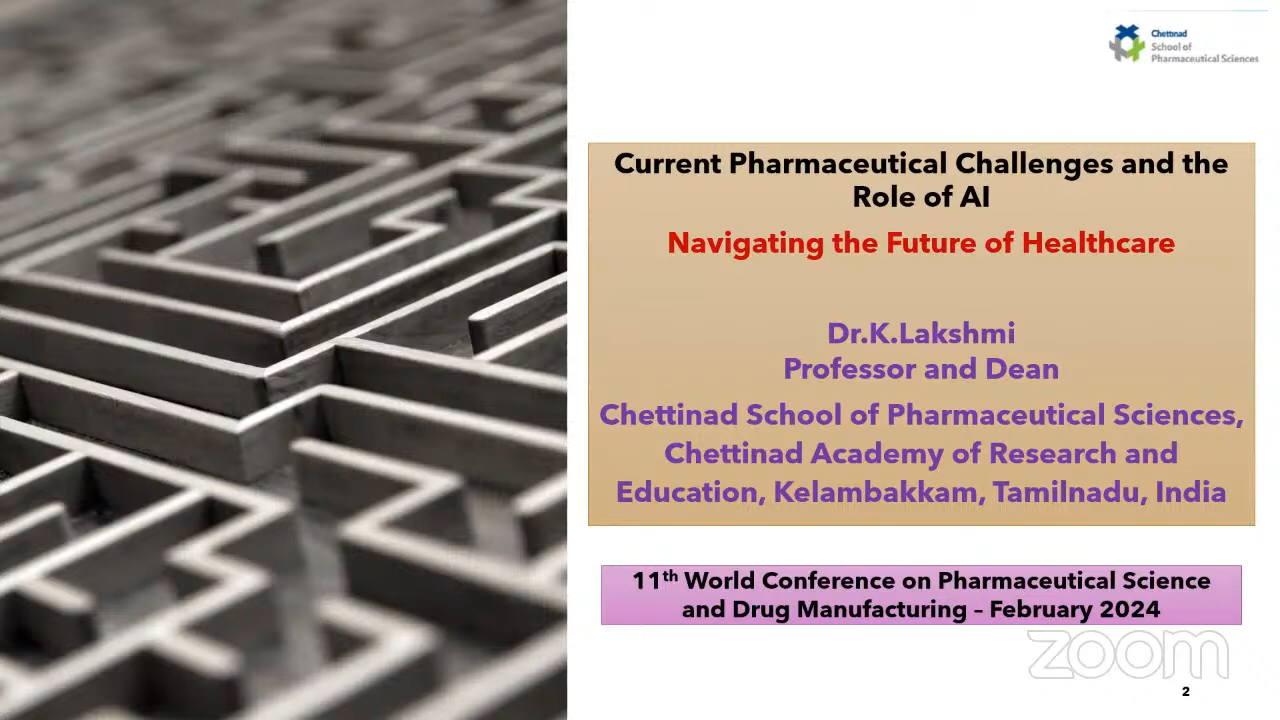 Chettnad
School of
Pharmaceutical Sciences
Current Pharmaceutical Challenges and the
Role of AI
Navigating the Future of Healthcare
Dr.K.Lakshmi
Professor and Dean
Chettinad School of Pharmaceutical Sciences,
Chettinad Academy of Research and
Education, Kelambakkam, Tamilnadu, India
11th World Conference on Pharmaceutical Science
and Drug Manufacturing – February 2024
zoom
2